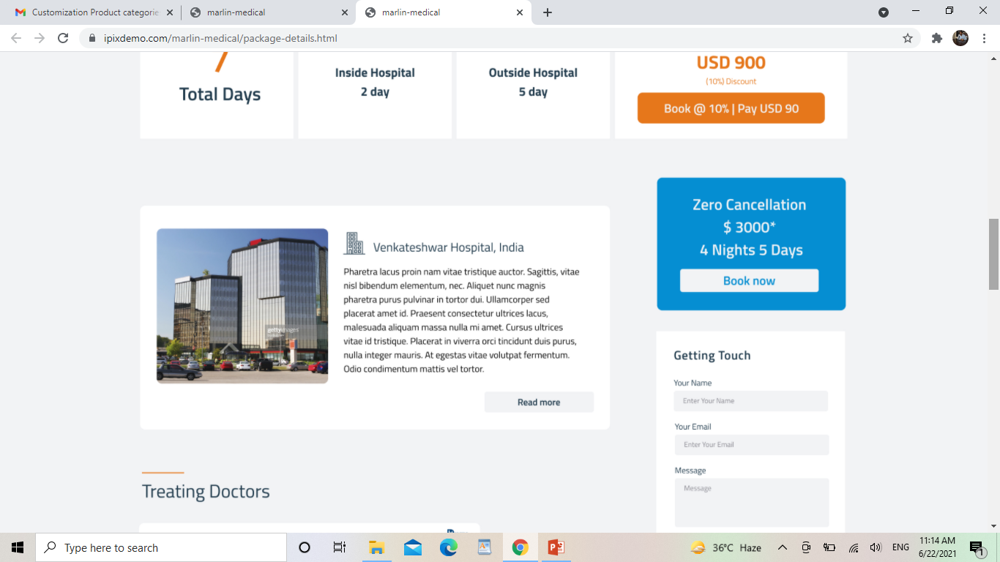 Customization Product categorie
marlin-medical
marlin-medical
ipixdemo.com/marlin-medical/package-details.html
7
Total Days
Inside Hospital
2 day
Outside Hospital
5 day
USD 900
(10%) Discount
Book @ 10% | Pay USD 90
Zero Cancellation
$ 3000*
4 Nights 5 Days
Book now
Venkateshwar Hospital, India
Pharetra lacus proin nam vitae tristique auctor. Sagittis, vitae
nisl bibendum elementum, nec. Aliquet nunc magnis
pharetra purus pulvinar in tortor dui. Ullamcorper sed
placerat amet id. Praesent consectetur ultrices lacus,
malesuada aliquam massa nulla mi amet. Cursus ultrices
vitae id tristique. Placerat in viverra orci tincidunt duis purus,
nulla integer mauris. At egestas vitae volutpat fermentum.
Odio condimentum mattis vel tortor.
gettyimages
Read more
Getting Touch
Your Name
Enter Your Name
Your Email
Enter Your Email
Message
Message
Treating Doctors
Type here to search
36°C Haze
ENG
11:14 AM
6/22/2021
1